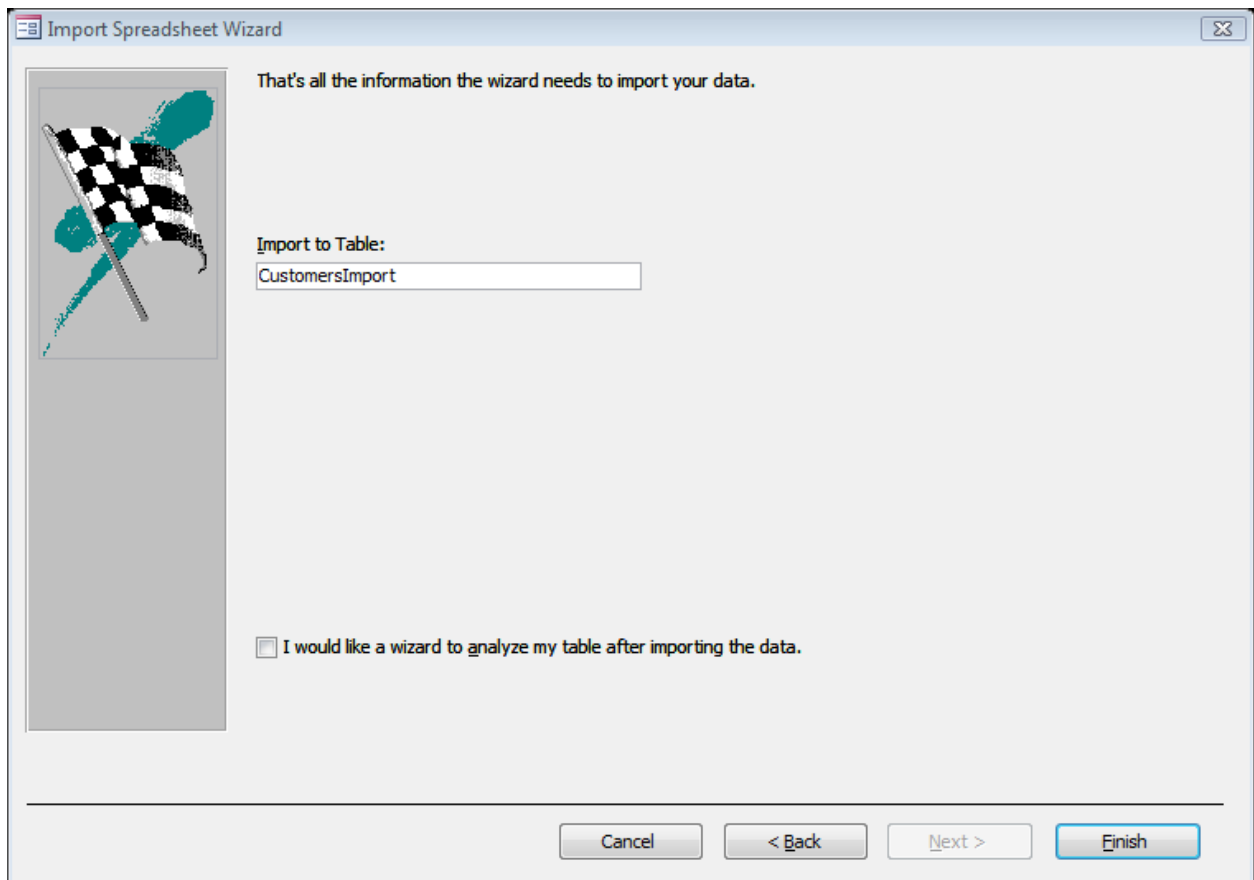 Import Spreadsheet Wizard
That's all the information the wizard needs to import your data.
Import to Table:
CustomersImport
I would like a wizard to analyze my table after importing the data.
Cancel < Back Next > Finish